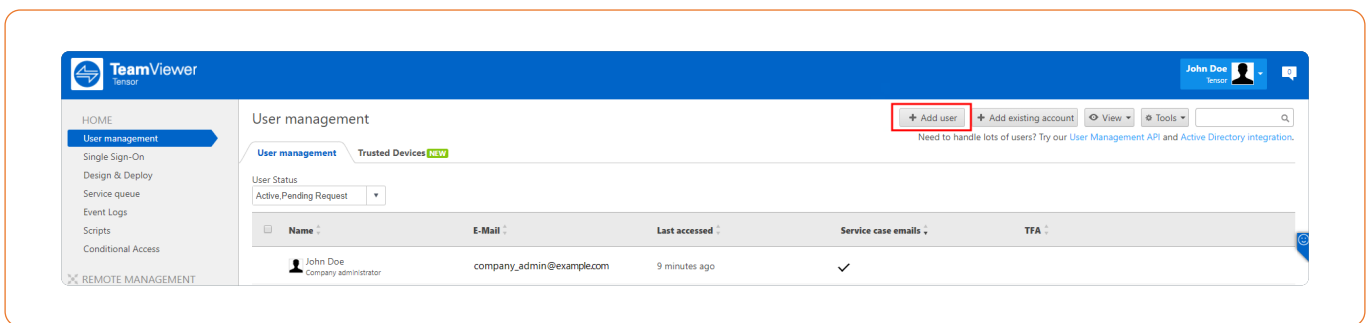 TeamViewer
Tensor
John Doe
Tensor
0
HOME
User management
Single Sign-On
Design & Deploy
Service queue
Event Logs
Scripts
Conditional Access
REMOTE MANAGEMENT
User management
+ Add user
+ Add existing account
View
Tools
Need to handle lots of users? Try our User Management API and Active Directory integration.
User management
Trusted Devices NEW
User Status
Active,Pending Request
Name
E-Mail
Last accessed
Service case emails
TFA
John Doe
Company administrator
company_admin@example.com
9 minutes ago